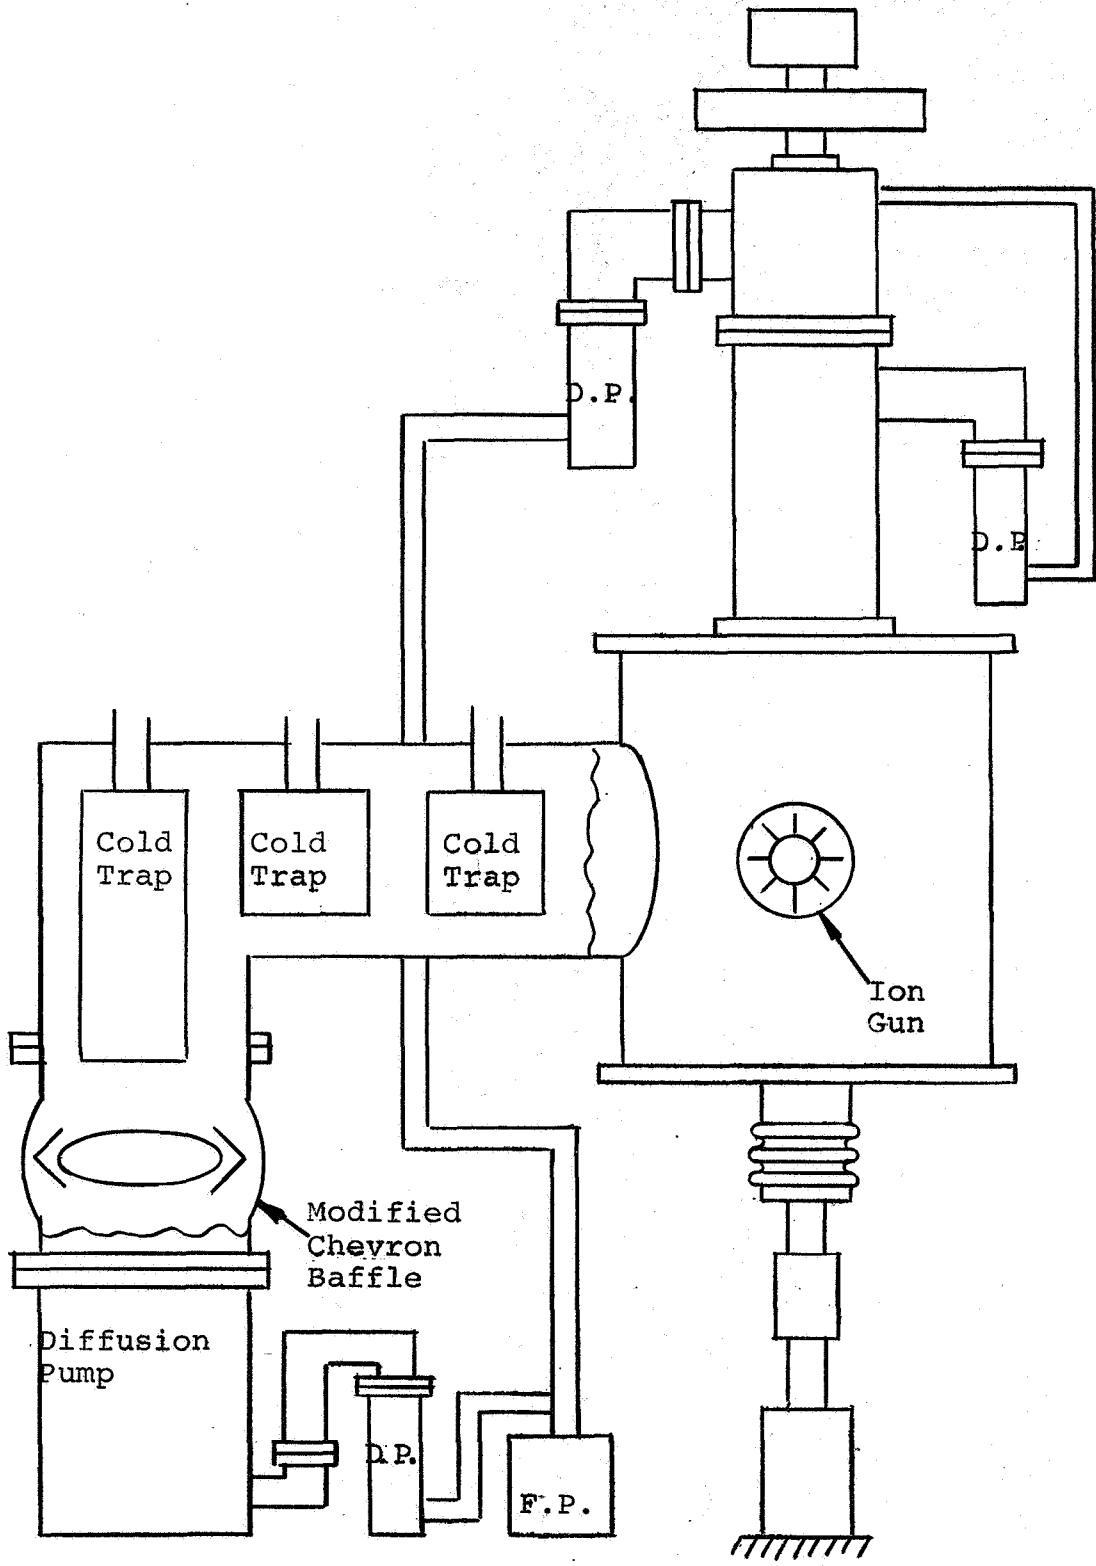 D.P.
D.P.
Cold
Trap
Cold
Trap
Cold
Trap
Ion
Gun
Modified
Chevron
Baffle
Diffusion
Pump
D.P.
F.P.